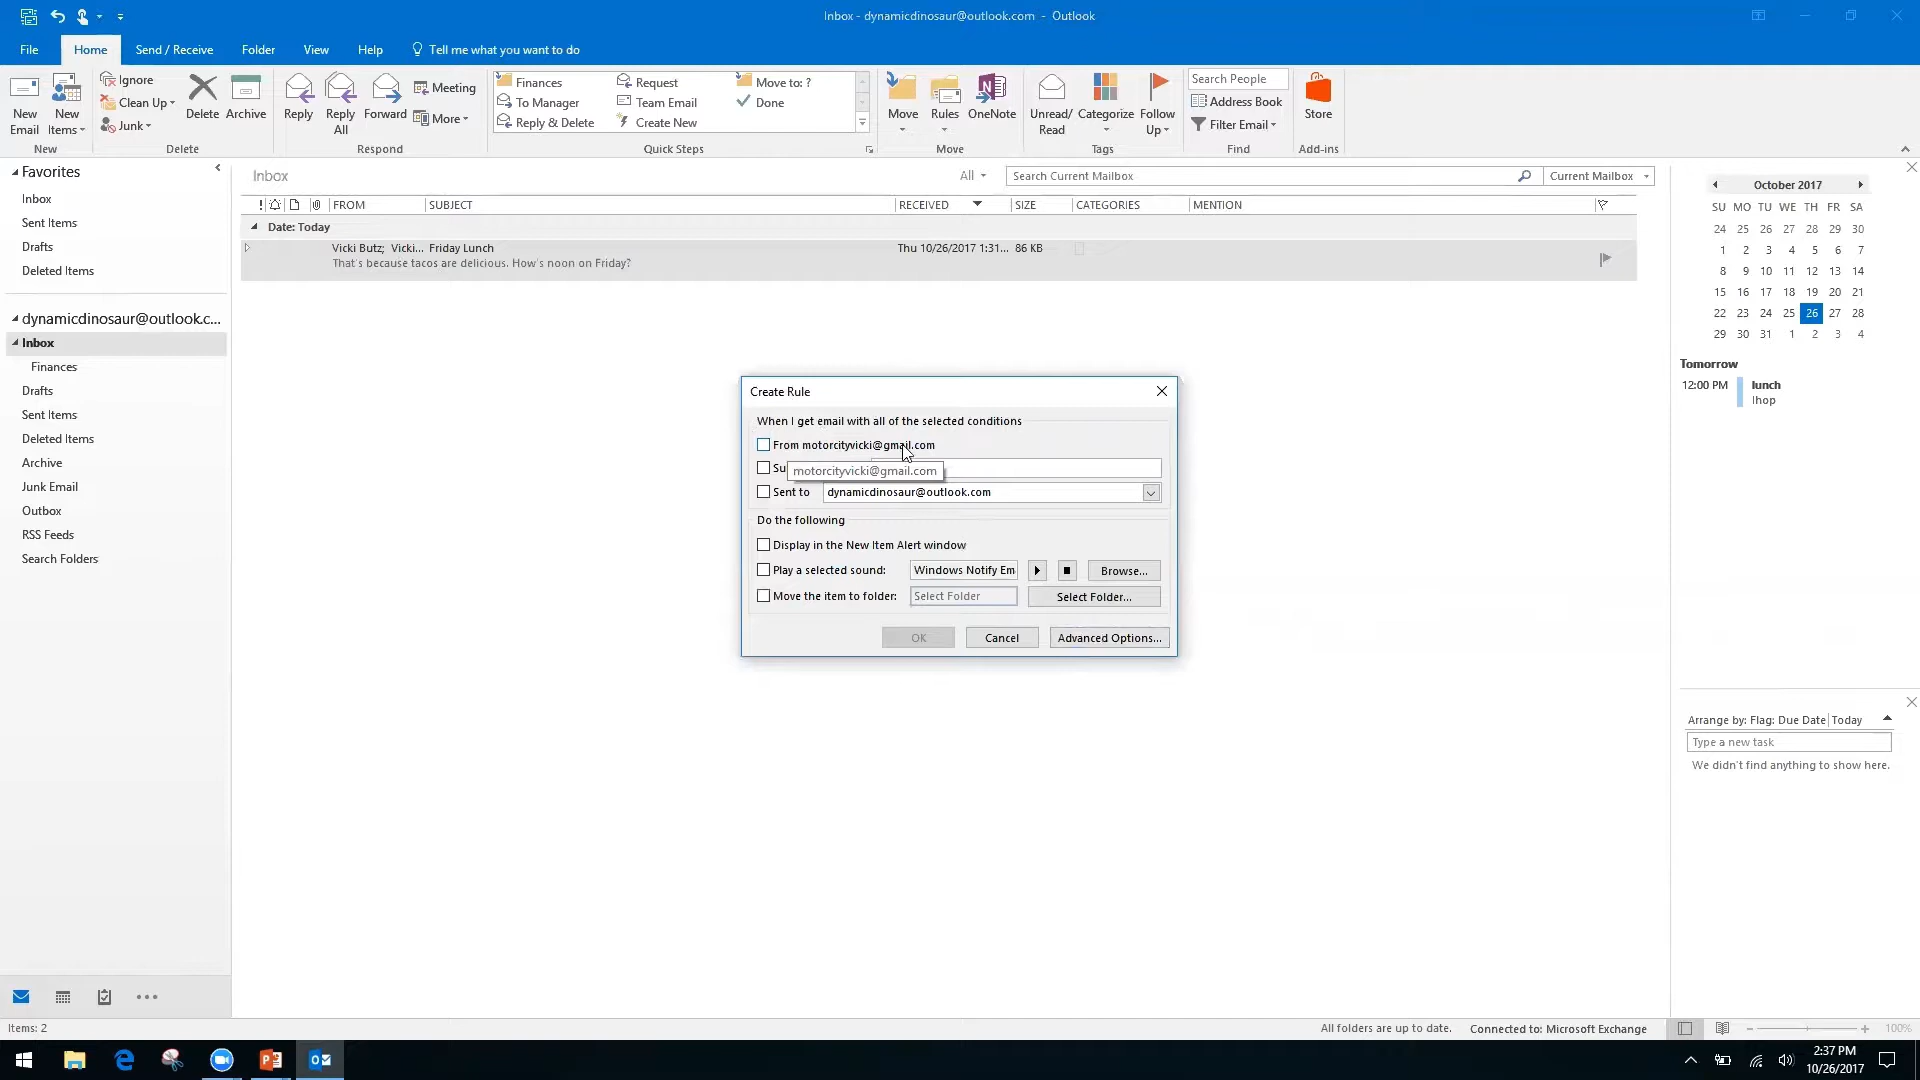 Inbox - dynamicdinosaur@outlook.com - Outlook
File Home Send / Receive Folder View Help Tell me what you want to do
New Email
New Items
Ignore
Clean Up
Junk
Delete
Archive
Reply
Reply All
Forward
Meeting
More
Finances
To Manager
Reply & Delete
Request
Team Email
Create New
Move to: ?
Done
Move
Rules
OneNote
Unread/ Read
Categorize
Follow Up
Search People
Address Book
Filter Email
Store
New Delete Respond Quick Steps Move Tags Find Add-ins
Favorites
Inbox
Sent Items
Drafts
Deleted Items
dynamicdinosaur@outlook.c...
Inbox
Finances
Drafts
Sent Items
Deleted Items
Archive
Junk Email
Outbox
RSS Feeds
Search Folders
Inbox All Search Current Mailbox Current Mailbox
! FROM SUBJECT RECEIVED SIZE CATEGORIES MENTION
Date: Today
Vicki Butz; Vicki... Friday Lunch Thu 10/26/2017 1:31... 86 KB
That's because tacos are delicious. How's noon on Friday?
Create Rule
When I get email with all of the selected conditions
From motorcityvicki@gmail.com
Su
motorcityvicki@gmail.com
Sent to dynamicdinosaur@outlook.com
Do the following
Display in the New Item Alert window
Play a selected sound: Windows Notify Em Browse...
Move the item to folder: Select Folder Select Folder...
OK Cancel Advanced Options...
October 2017
SU MO TU WE TH FR SA
24 25 26 27 28 29 30
1 2 3 4 5 6 7
8 9 10 11 12 13 14
15 16 17 18 19 20 21
22 23 24 25 26 27 28
29 30 31 1 2 3 4
Tomorrow
12:00 PM lunch
Ihop
Arrange by: Flag: Due Date Today
Type a new task
We didn't find anything to show here.
Items: 2 All folders are up to date. Connected to: Microsoft Exchange 100%
2:37 PM
10/26/2017